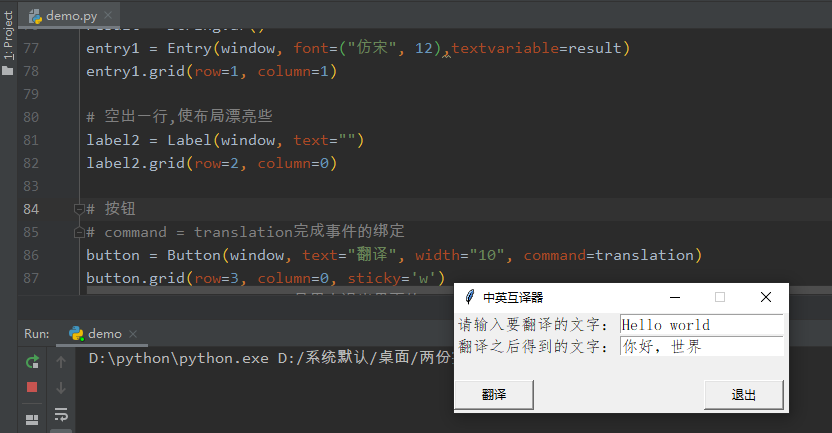 demo.py
1: Project
77 entry1 = Entry(window, font=("仿宋", 12),textvariable=result)
78 entry1.grid(row=1, column=1)
79
80 # 空出一行,使布局漂亮些
81 label2 = Label(window, text="")
82 label2.grid(row=2, column=0)
83
84 # 按钮
85 # command = translation完成事件的绑定
86 button = Button(window, text="翻译", width="10", command=translation)
87 button.grid(row=3, column=0, sticky='w')
中英互译器
请输入要翻译的文字: Hello world
翻译之后得到的文字: 你好，世界
翻译
退出
Run: demo
D:\python\python.exe D:/系统默认/桌面/两份